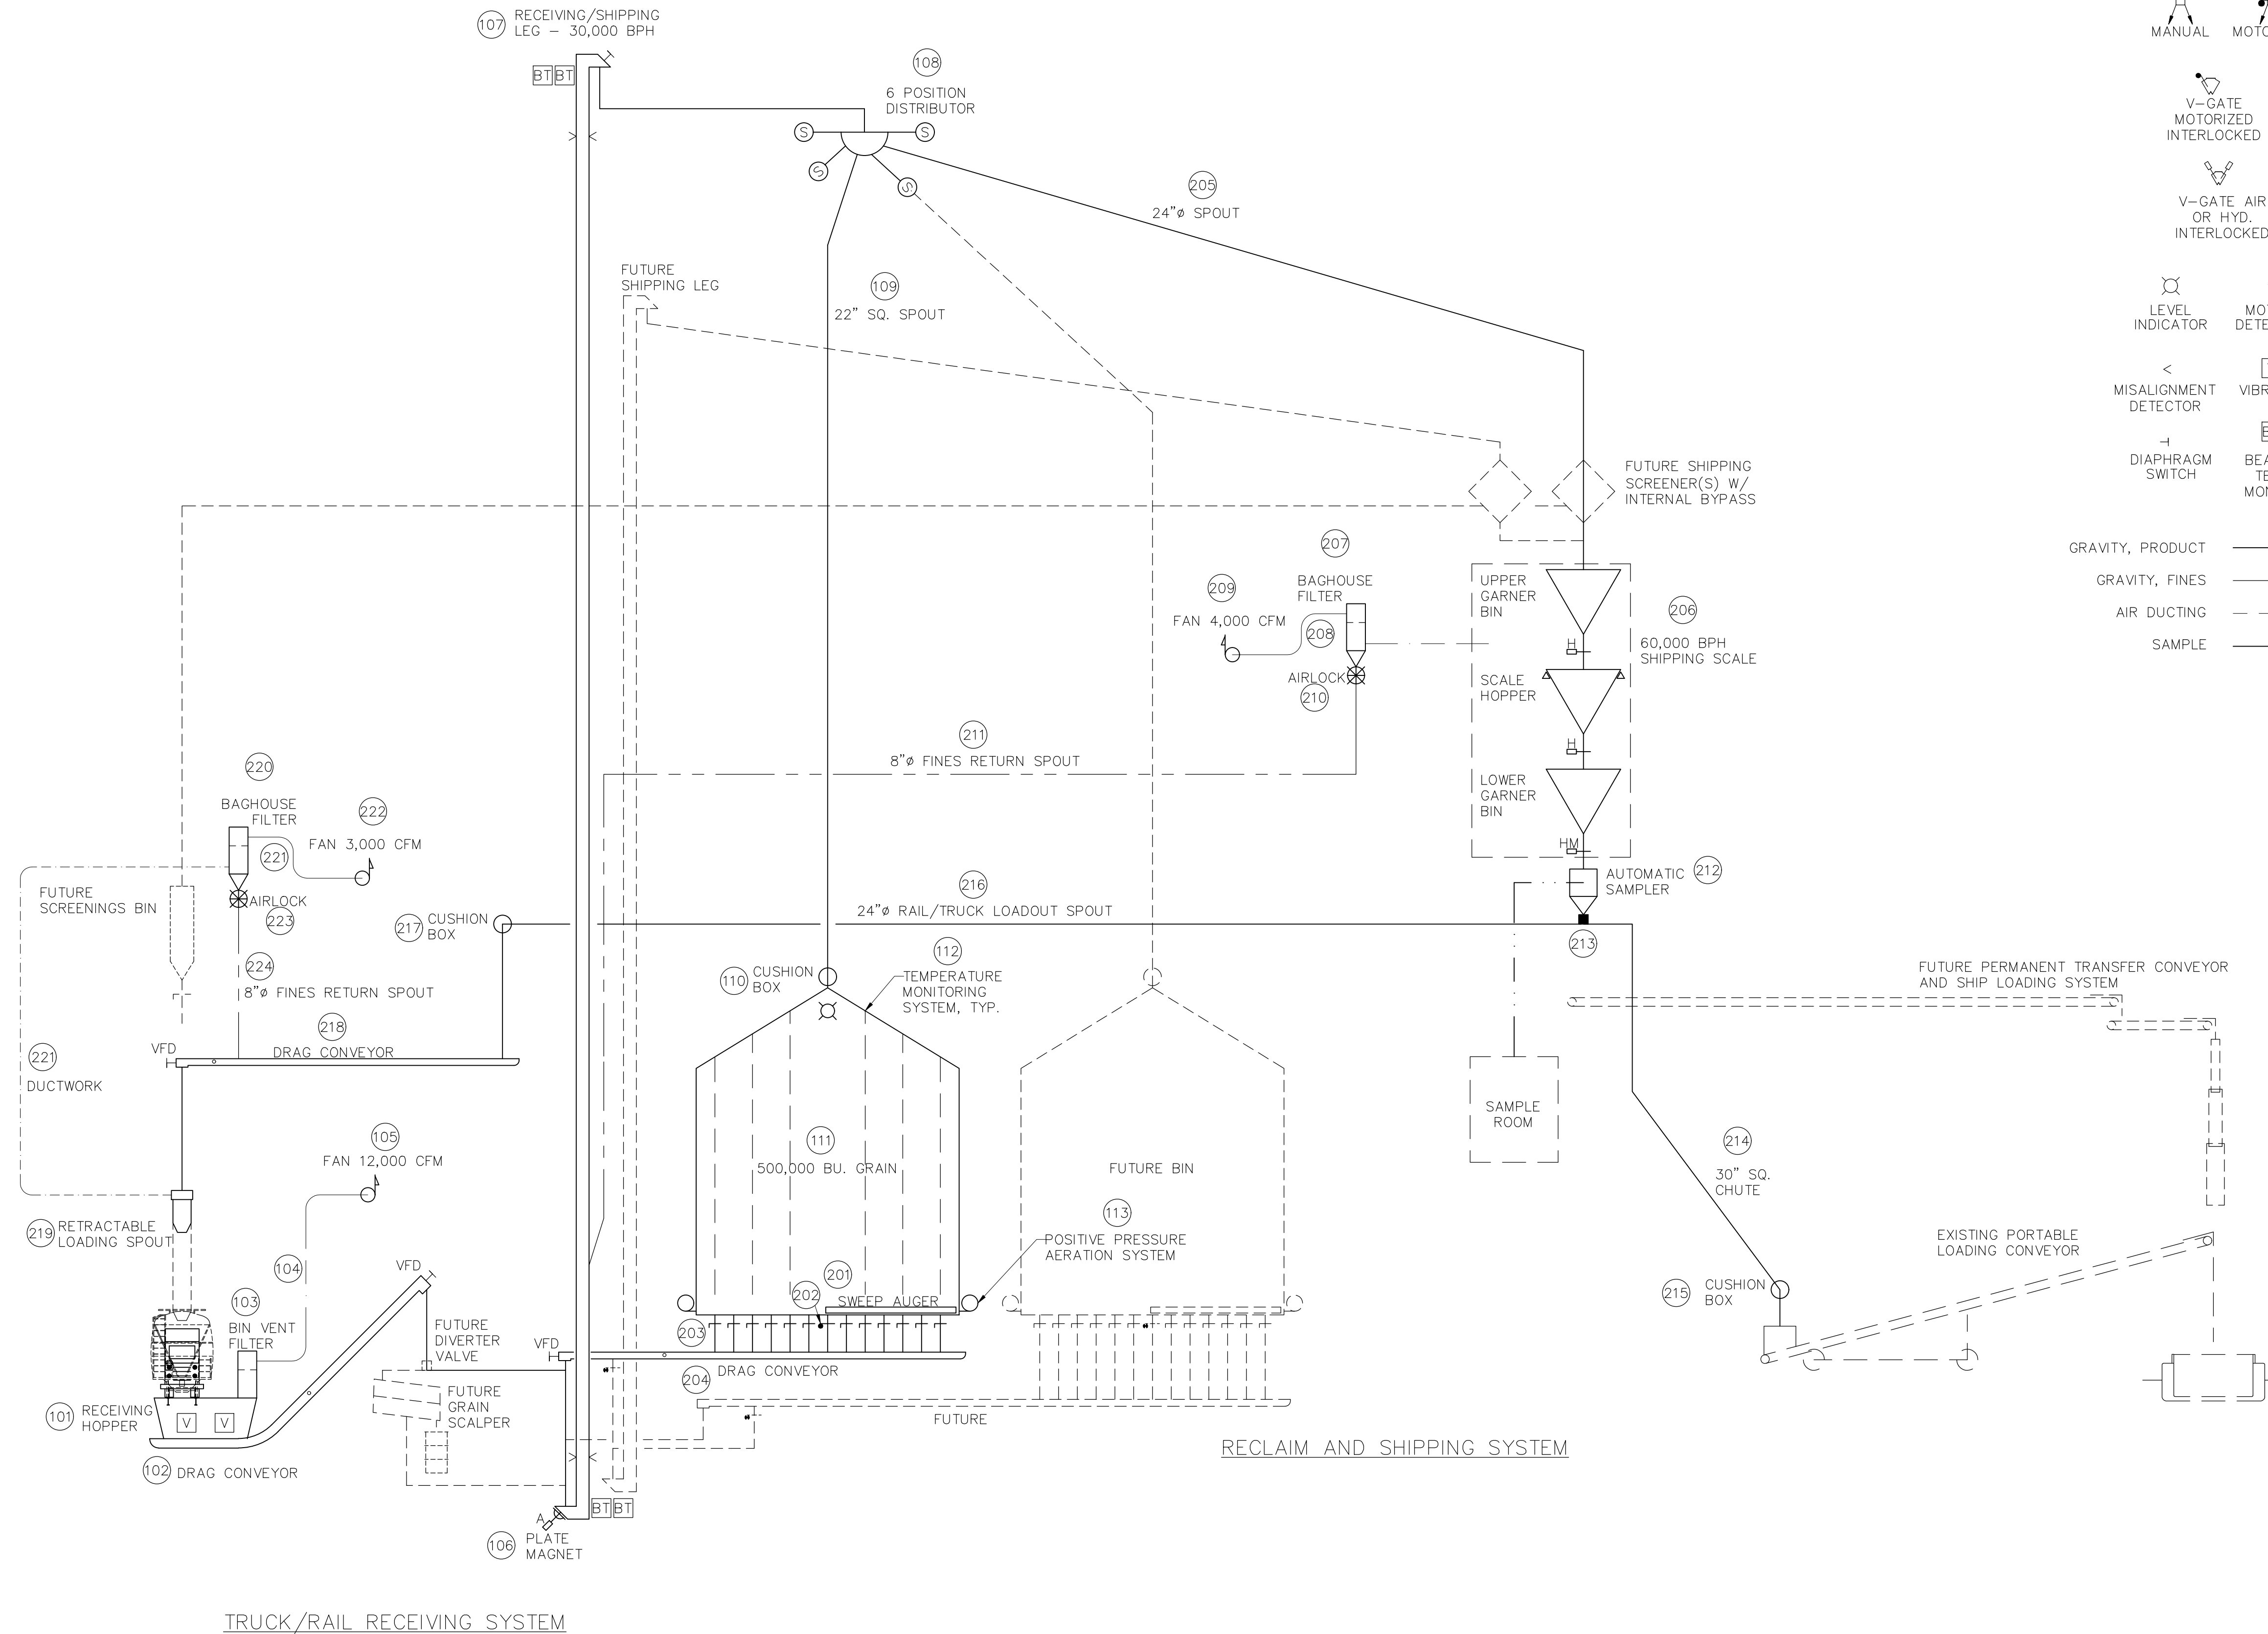 107
RECEIVING/SHIPPING
LEG – 30,000 BPH
BT BT
108
6 POSITION
DISTRIBUTOR
S
S
S
S
205
24"ø SPOUT
FUTURE
SHIPPING LEG
109
22" SQ. SPOUT
FUTURE SHIPPING
SCREENER(S) W/
INTERNAL BYPASS
207
BAGHOUSE
FILTER
209
FAN 4,000 CFM
208
AIRLOCK
210
UPPER
GARNER
BIN
H
206
60,000 BPH
SHIPPING SCALE
SCALE
HOPPER
H
LOWER
GARNER
BIN
HM
AUTOMATIC
SAMPLER
212
213
211
8"ø FINES RETURN SPOUT
220
BAGHOUSE
FILTER
222
FAN 3,000 CFM
221
AIRLOCK
223
FUTURE
SCREENINGS BIN
224
8"ø FINES RETURN SPOUT
217
CUSHION
BOX
216
24"ø RAIL/TRUCK LOADOUT SPOUT
218
VFD
DRAG CONVEYOR
221
DUCTWORK
110
CUSHION
BOX
112
TEMPERATURE
MONITORING
SYSTEM, TYP.
FUTURE PERMANENT TRANSFER CONVEYOR
AND SHIP LOADING SYSTEM
SAMPLE
ROOM
105
FAN 12,000 CFM
111
500,000 BU. GRAIN
FUTURE BIN
214
30" SQ.
CHUTE
113
POSITIVE PRESSURE
AERATION SYSTEM
219
RETRACTABLE
LOADING SPOUT
104
103
BIN VENT
FILTER
VFD
EXISTING PORTABLE
LOADING CONVEYOR
201
202
SWEEP AUGER
215
CUSHION
BOX
FUTURE
DIVERTER
VALVE
VFD
203
DRAG CONVEYOR
204
FUTURE
GRAIN
SCALPER
FUTURE
101
RECEIVING
HOPPER
V V
102
DRAG CONVEYOR
BT BT
A
106
PLATE
MAGNET
RECLAIM AND SHIPPING SYSTEM
TRUCK/RAIL RECEIVING SYSTEM
MANUAL
V–GATE
MOTORIZED
INTERLOCKED
V–GATE AIR
OR HYD.
INTERLOCKED
LEVEL
INDICATOR
MISALIGNMENT
DETECTOR
DIAPHRAGM
SWITCH
GRAVITY, PRODUCT
GRAVITY, FINES
AIR DUCTING
SAMPLE